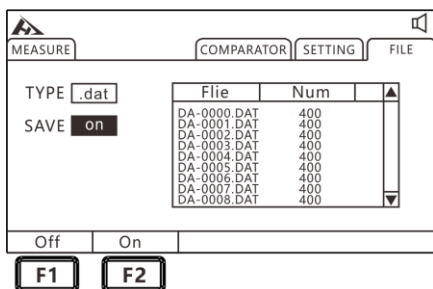 MEASURE COMPARATOR SETTING FILE
TYPE .dat
SAVE on
Flie Num
DA-0000.DAT 400
DA-0001.DAT 400
DA-0002.DAT 400
DA-0003.DAT 400
DA-0004.DAT 400
DA-0005.DAT 400
DA-0006.DAT 400
DA-0007.DAT 400
DA-0008.DAT 400
Off On
F1 F2